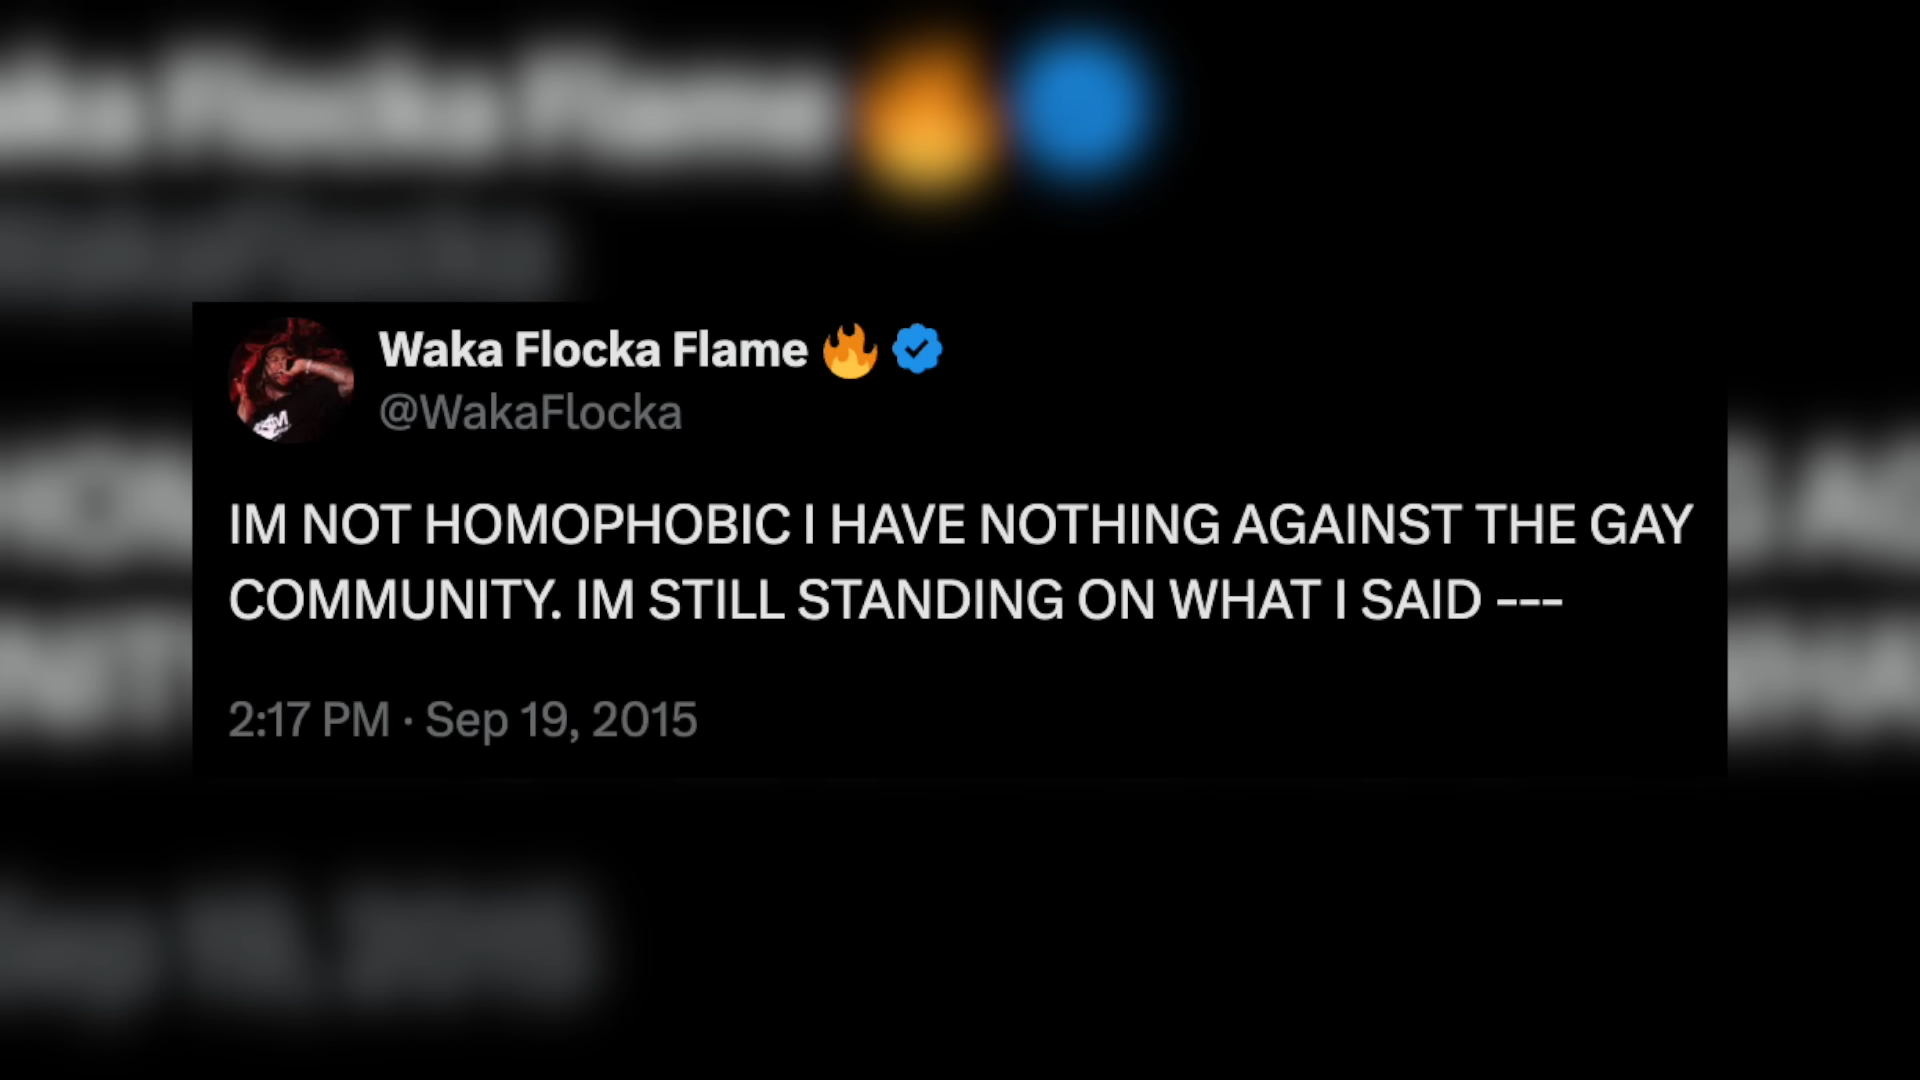 Waka Flocka Flame 🔥
@WakaFlocka
IM NOT HOMOPHOBIC I HAVE NOTHING AGAINST THE GAY
COMMUNITY. IM STILL STANDING ON WHAT I SAID ---
2:17 PM · Sep 19, 2015